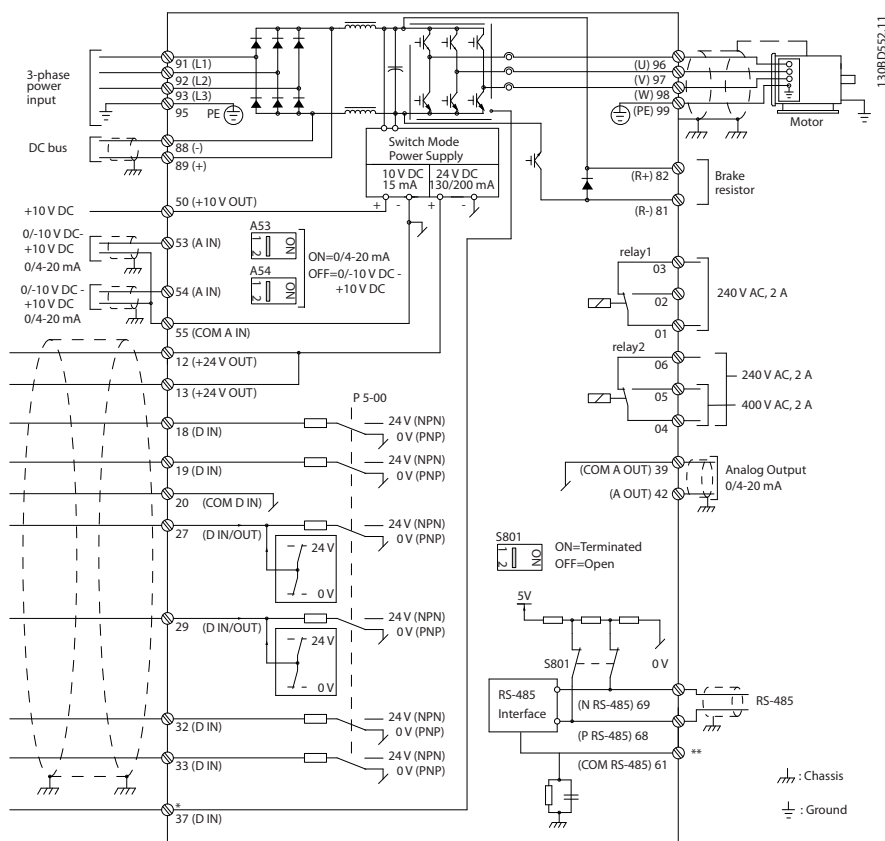 130BD552.11
3-phase
power
input
91 (L1)
92 (L2)
93 (L3)
95
PE
DC bus
88 (-)
89 (+)
Switch Mode
Power Supply
10 V DC
15 mA
24 V DC
130/200 mA
+ - + -
(U) 96
(V) 97
(W) 98
(PE) 99
Motor
(R+) 82
(R-) 81
Brake
resistor
+10 V DC
50 (+10 V OUT)
0/-10 V DC-
+10 V DC
0/4-20 mA
53 (A IN)
A53
1 2
ON
0/-10 V DC -
+10 V DC
0/4-20 mA
54 (A IN)
A54
1 2
ON
ON=0/4-20 mA
OFF=0/-10 V DC -
+10 V DC
55 (COM A IN)
12 (+24 V OUT)
13 (+24 V OUT)
P 5-00
18 (D IN)
24 V (NPN)
0 V (PNP)
19 (D IN)
24 V (NPN)
0 V (PNP)
20 (COM D IN)
27 (D IN/OUT)
24 V (NPN)
0 V (PNP)
24 V
0 V
29 (D IN/OUT)
24 V (NPN)
0 V (PNP)
24 V
0 V
32 (D IN)
24 V (NPN)
0 V (PNP)
33 (D IN)
24 V (NPN)
0 V (PNP)
*
37 (D IN)
relay1
03
02
01
240 V AC, 2 A
relay2
06
05
04
240 V AC, 2 A
400 V AC, 2 A
(COM A OUT) 39
(A OUT) 42
Analog Output
0/4-20 mA
S801
1 2
ON
ON=Terminated
OFF=Open
5V
S801
0 V
RS-485
Interface
(N RS-485) 69
(P RS-485) 68
(COM RS-485) 61
RS-485
**
: Chassis
: Ground